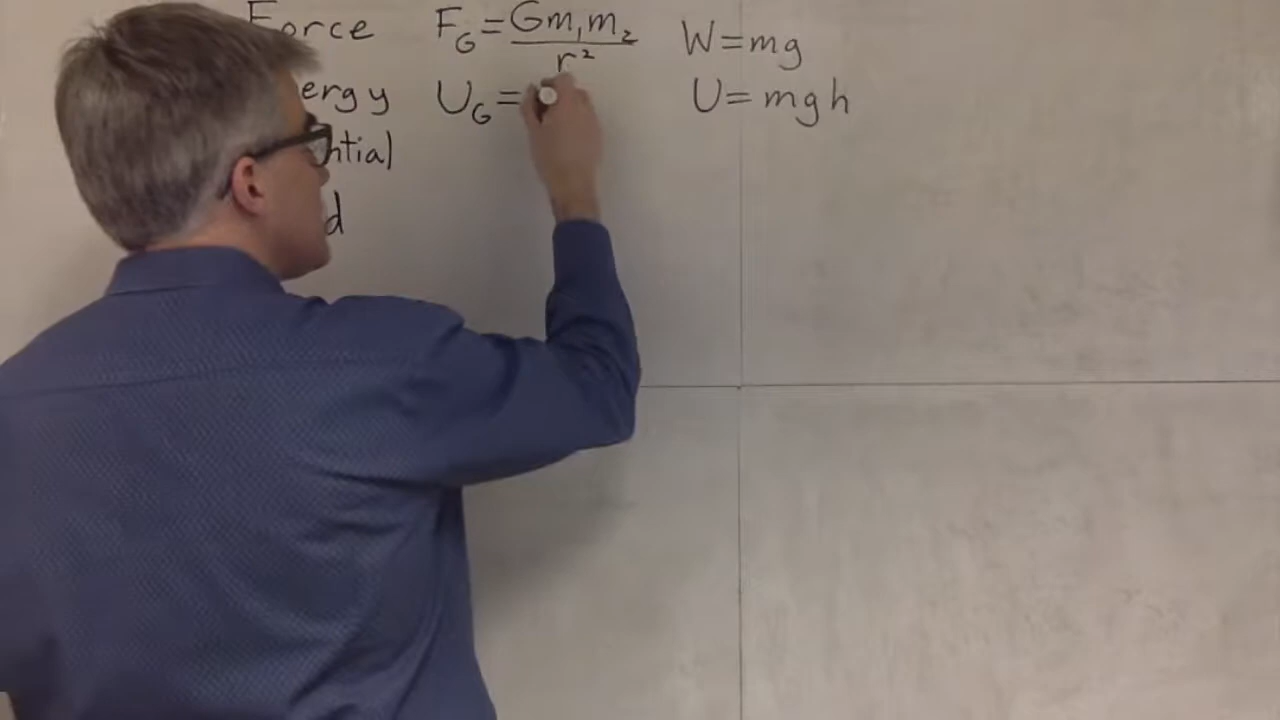 Force F_G = Gm₁m₂/r² W = mg
ergy U_G = U = mgh
ntial
d